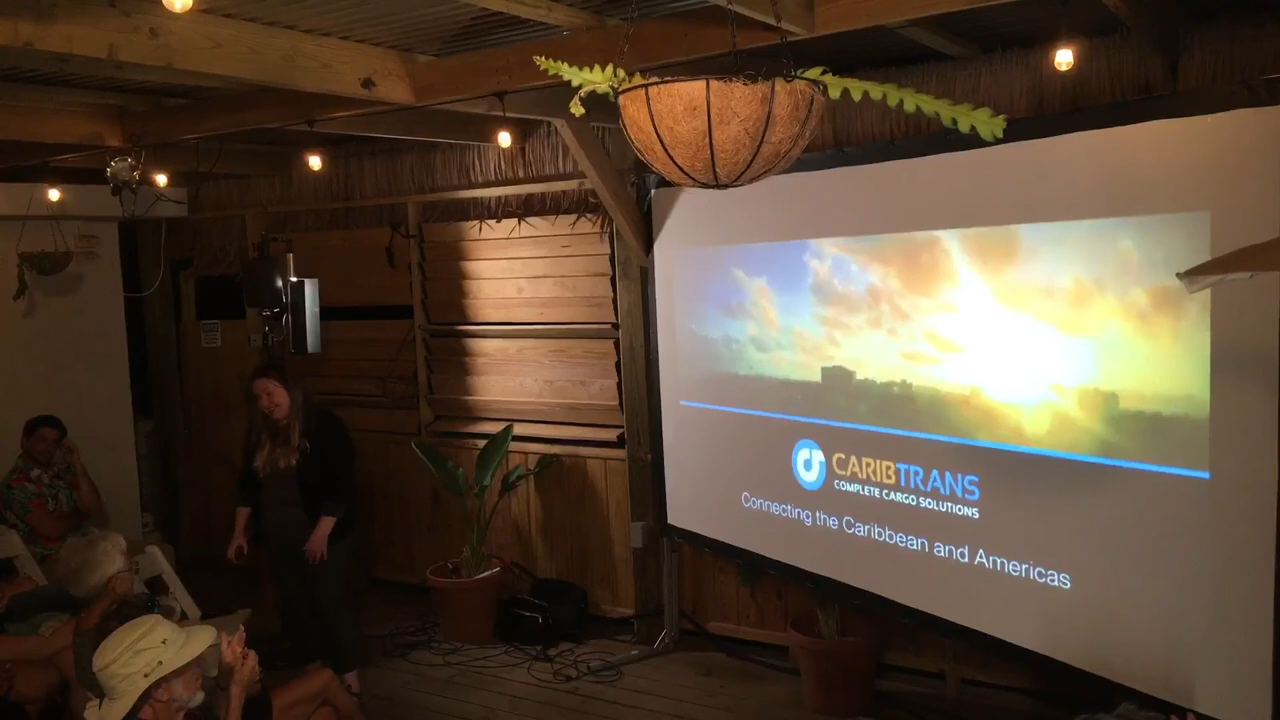 CARIBTRANS
COMPLETE CARGO SOLUTIONS
Connecting the Caribbean and Americas